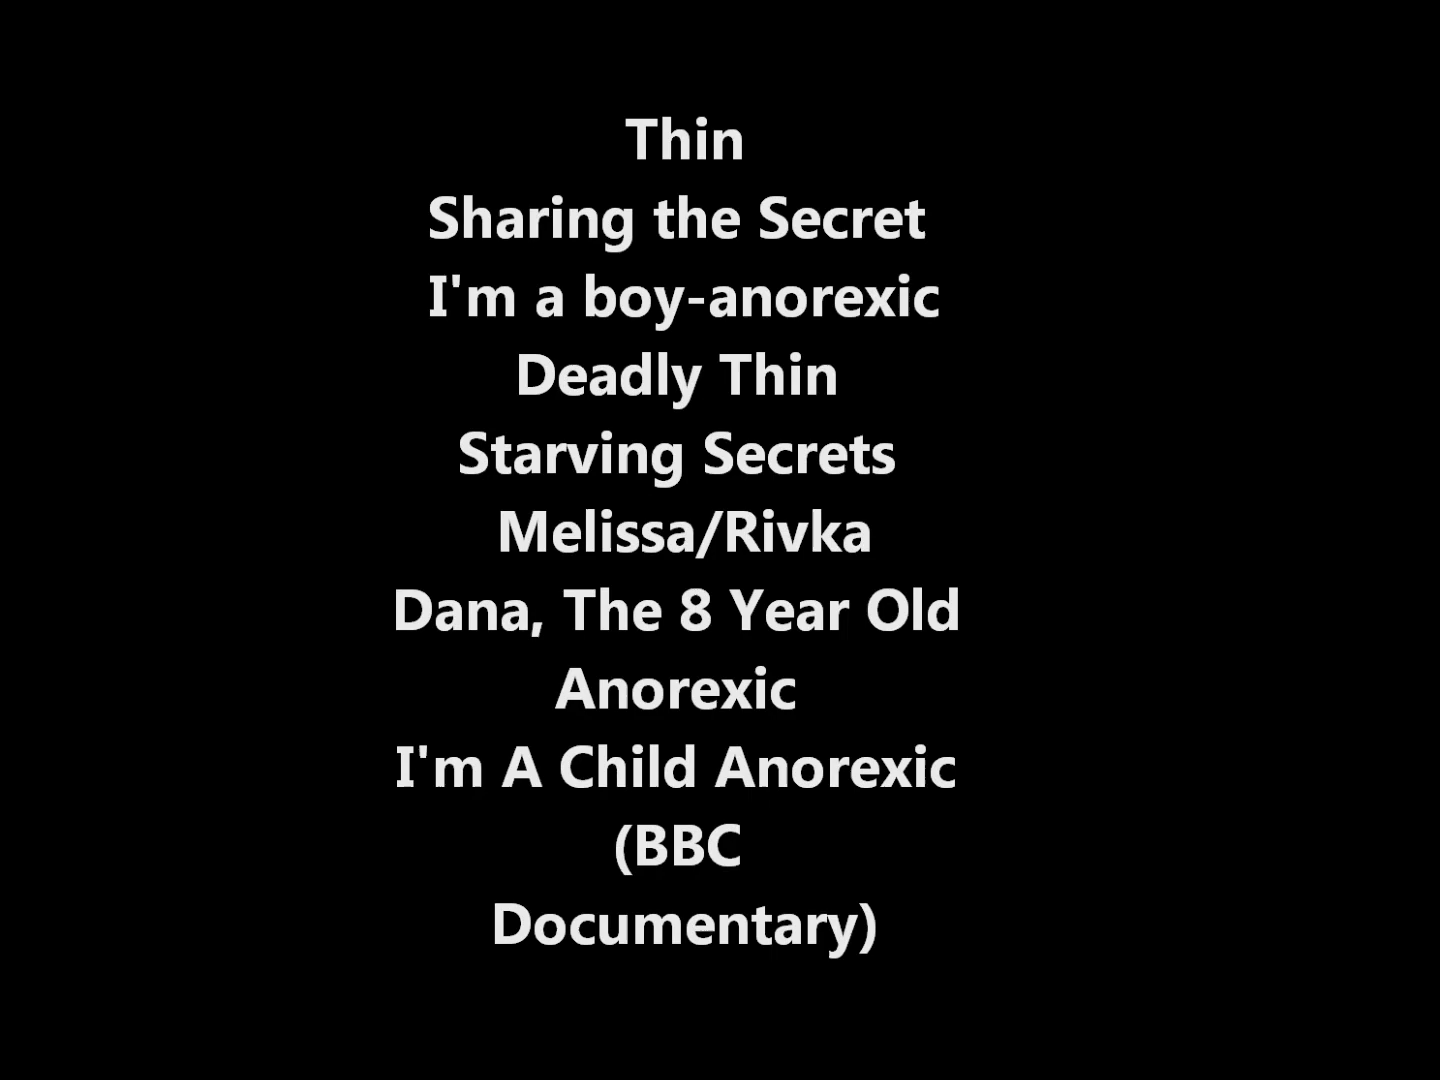 Thin
Sharing the Secret
I'm a boy-anorexic
Deadly Thin
Starving Secrets
Melissa/Rivka
Dana, The 8 Year Old
Anorexic
I'm A Child Anorexic
(BBC
Documentary)